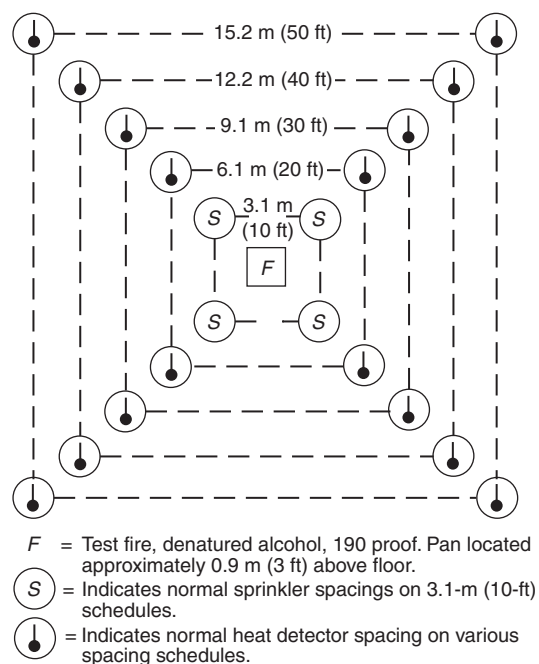 15.2 m (50 ft)
12.2 m (40 ft)
9.1 m (30 ft)
6.1 m (20 ft)
3.1 m
S S
(10 ft)
F
S S
F = Test fire, denatured alcohol, 190 proof. Pan located
approximately 0.9 m (3 ft) above floor.
S = Indicates normal sprinkler spacings on 3.1-m (10-ft)
schedules.
= Indicates normal heat detector spacing on various
spacing schedules.